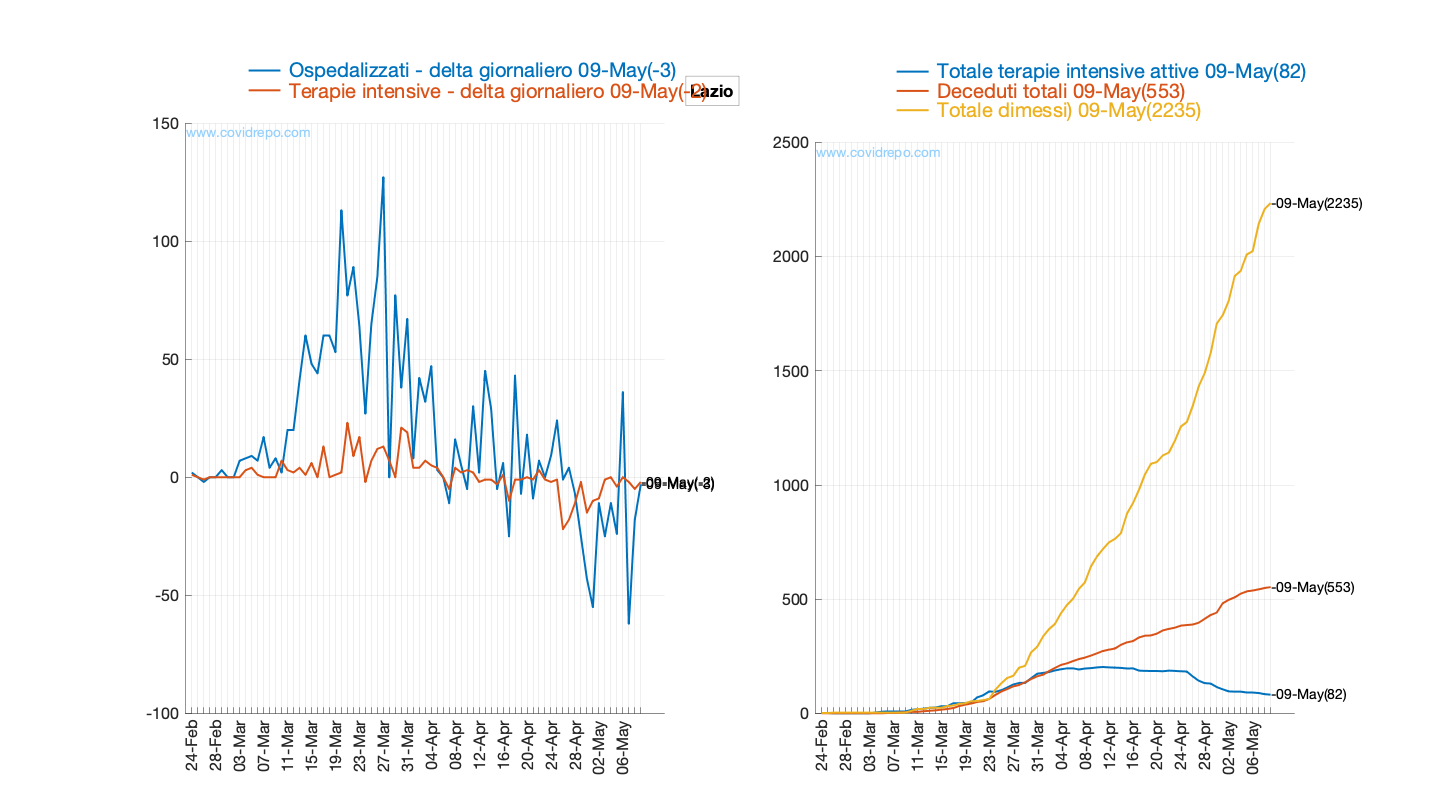 Ospedalizzati - delta giornaliero 09-May(-3)
Terapie intensive - delta giornaliero 09-May(-2)
Lazio
www.covidrepo.com
150
100
50
0
-50
-100
-09-May(-2)
-09-May(-3)
24-Feb
28-Feb
03-Mar
07-Mar
11-Mar
15-Mar
19-Mar
23-Mar
27-Mar
31-Mar
04-Apr
08-Apr
12-Apr
16-Apr
20-Apr
24-Apr
28-Apr
02-May
06-May
Totale terapie intensive attive 09-May(82)
Deceduti totali 09-May(553)
Totale dimessi) 09-May(2235)
www.covidrepo.com
2500
2000
1500
1000
500
0
-09-May(2235)
-09-May(553)
-09-May(82)
24-Feb
28-Feb
03-Mar
07-Mar
11-Mar
15-Mar
19-Mar
23-Mar
27-Mar
31-Mar
04-Apr
08-Apr
12-Apr
16-Apr
20-Apr
24-Apr
28-Apr
02-May
06-May